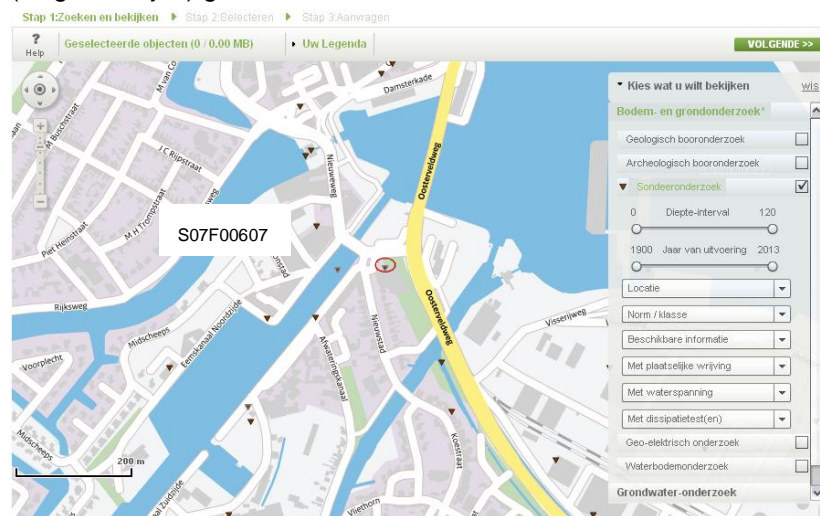 Stap 1:Zoeken en bekijken Stap 2:Selecteren Stap 3:Aanvragen
? Help
Geselecteerde objecten (0 / 0.00 MB)
Uw Legenda
VOLGENDE >>
Kies wat u wilt bekijken wis
Bodem- en grondonderzoek*
Geologisch booronderzoek
Archeologisch booronderzoek
Sondeeronderzoek
0 Diepte-interval 120
1900 Jaar van uitvoering 2013
Locatie
Norm / klasse
Beschikbare informatie
Met plaatselijke wrijving
Met waterspanning
Met dissipatietest(en)
Geo-elektrisch onderzoek
Waterbodemonderzoek
Grondwater-onderzoek
Damsterkade
M Buschstraat
J C Rijpstraat
Nieuweweg
Oosterveldweg
M H Trompstraat
Piet Heinstraat
S07F00607
Rijksweg
Midscheeps
Eemskanaal Noordzijde
Nieuwstad
Afwateringskanaal
Oosterveldweg
Visserijweg
Voorplecht
Midscheeps
Koestraat
200 m
Vliethorn